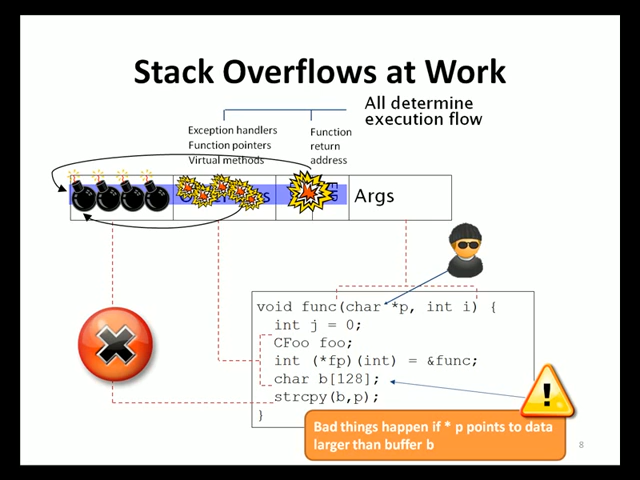 Stack Overflows at Work
All determine
execution flow
Exception handlers
Function pointers
Virtual methods
Function
return
address
Args
void func(char *p, int i) {
int j = 0;
CFoo foo;
int (*fp)(int) = &func;
char b[128];
strcpy(b,p);
}
Bad things happen if * p points to data
larger than buffer b
8